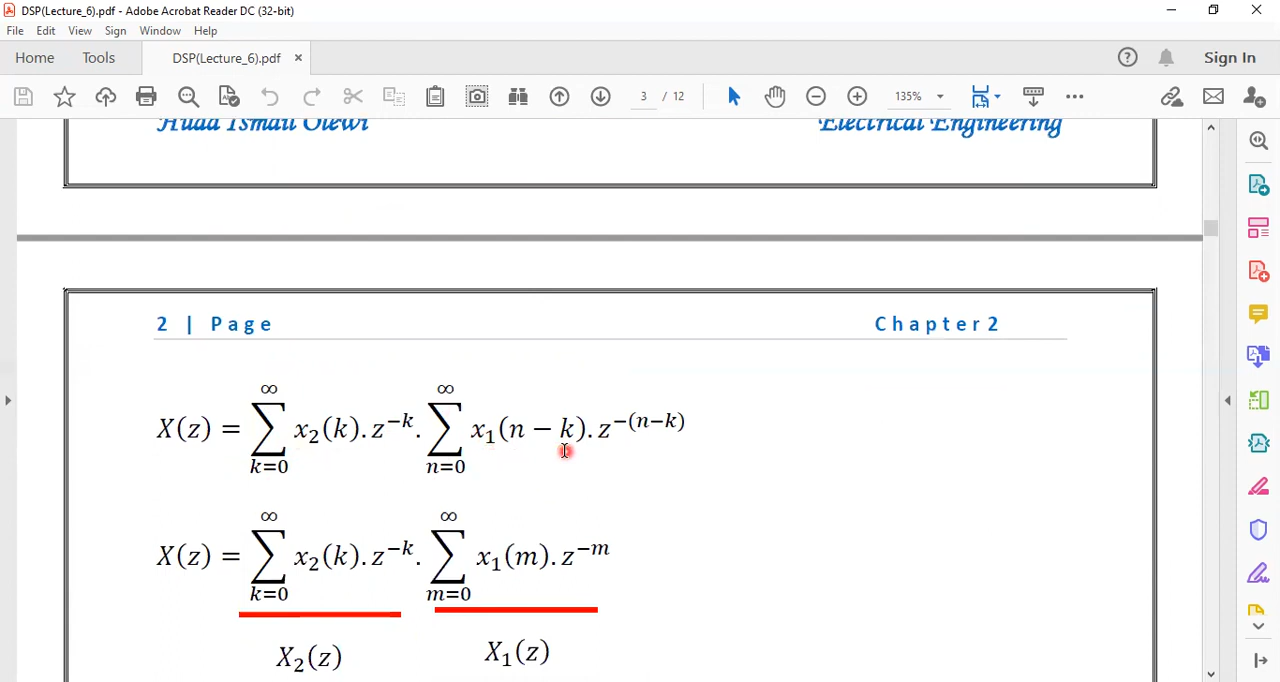 DSP(Lecture_6).pdf - Adobe Acrobat Reader DC (32-bit)
File Edit View Sign Window Help
Home Tools DSP(Lecture_6).pdf × Sign In
3 / 12 135%
Huda Ismail Olewi Electrical Engineering
2 | Page Chapter2
X(z) = ∑_{k=0}^{∞} x₂(k).z^{−k}. ∑_{n=0}^{∞} x₁(n − k).z^{−(n−k)}
X(z) = ∑_{k=0}^{∞} x₂(k).z^{−k}. ∑_{m=0}^{∞} x₁(m).z^{−m}
X₂(z) X₁(z)